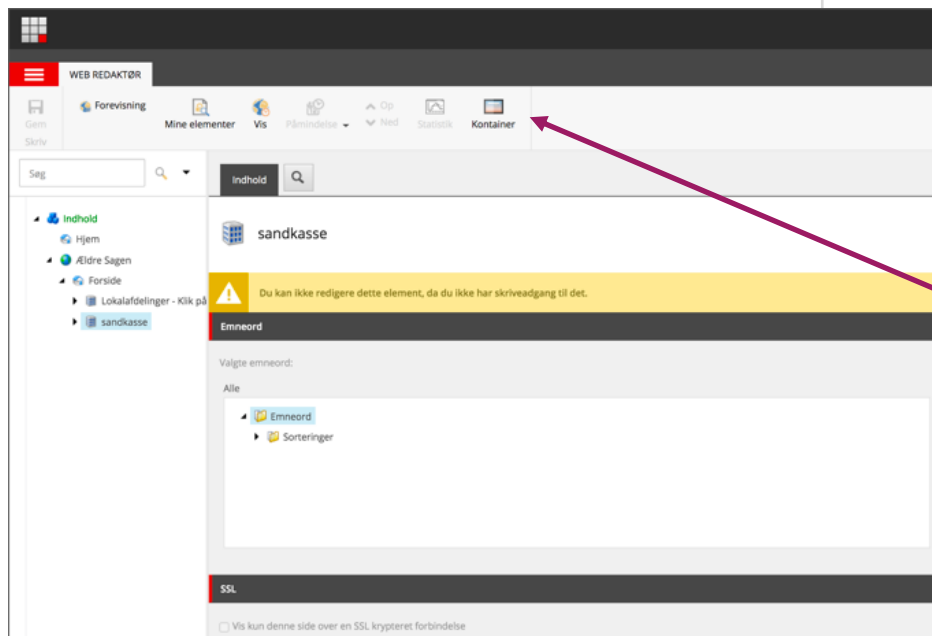 WEB REDAKTØR
Gem
Skriv
Forevisning
Mine elementer
Vis
Påmindelse
Op
Ned
Statistik
Kontainer
Søg
Indhold
Indhold
Hjem
Ældre Sagen
Forside
Lokalafdelinger - Klik på
sandkasse
sandkasse
Du kan ikke redigere dette element, da du ikke har skriveadgang til det.
Emneord
Valgte emneord:
Alle
Emneord
Sorteringer
SSL
Vis kun denne side over en SSL krypteret forbindelse